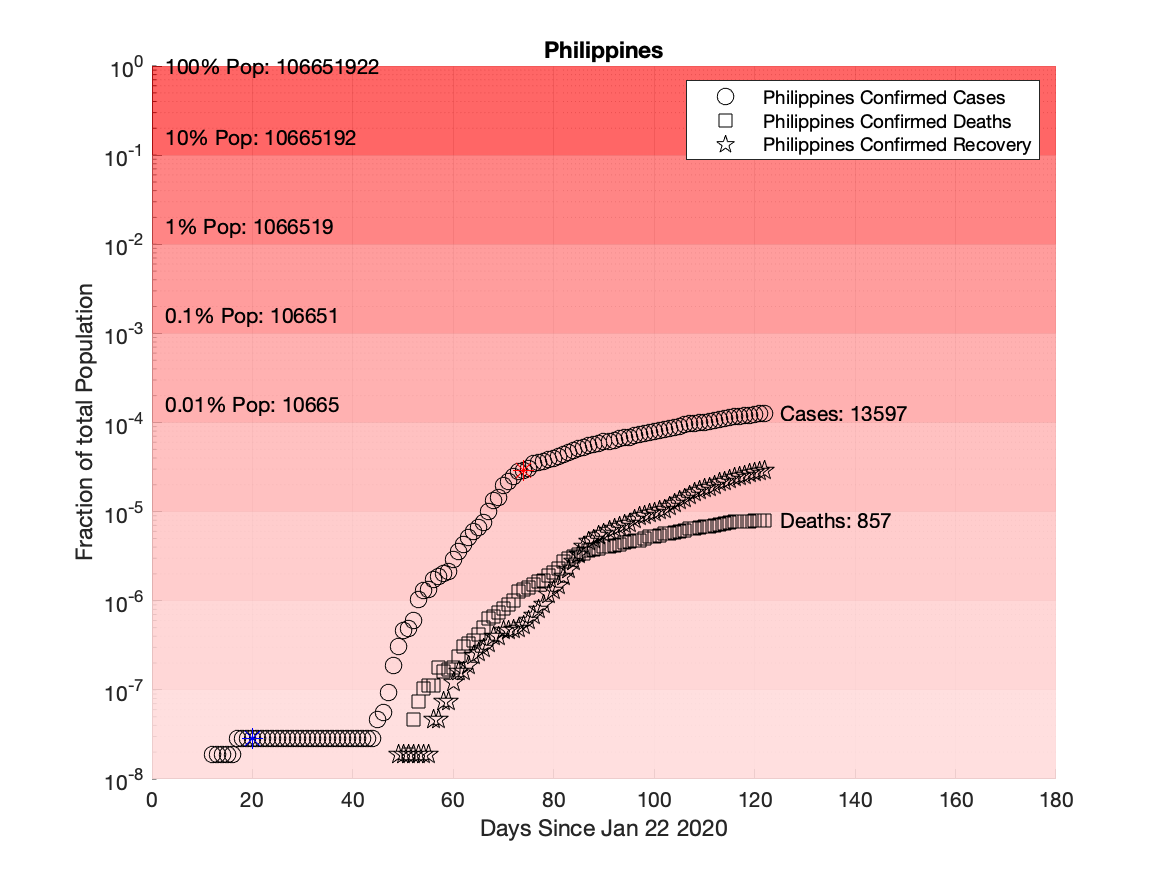 Philippines
10^0
10^-1
10^-2
10^-3
10^-4
10^-5
10^-6
10^-7
10^-8
Fraction of total Population
100% Pop: 106651922
10% Pop: 10665192
1% Pop: 1066519
0.1% Pop: 106651
0.01% Pop: 10665
Philippines Confirmed Cases
Philippines Confirmed Deaths
Philippines Confirmed Recovery
Cases: 13597
Deaths: 857
0 20 40 60 80 100 120 140 160 180
Days Since Jan 22 2020